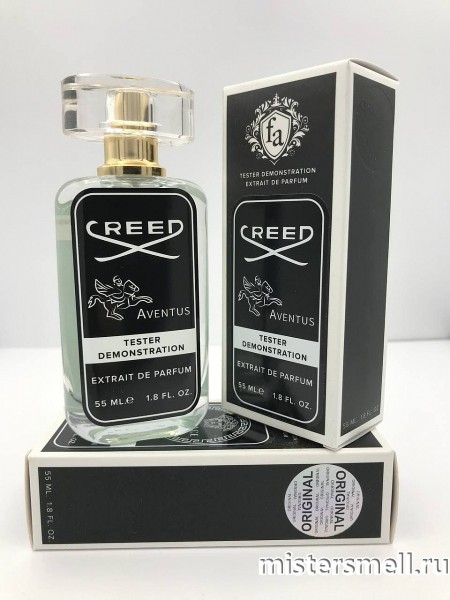 CREED
AVENTUS
TESTER
DEMONSTRATION
EXTRAIT DE PARFUM
55 ML.e 1.8 FL. OZ.
fa
TESTER DEMONSTRATION
EXTRAIT DE PARFUM
CREED
AVENTUS
TESTER
DEMONSTRATION
EXTRAIT DE PARFUM
55 ML.e 1.8 FL. OZ.
55 ML 1.8 FL. OZ
55 ML 1.8 FL. OZ
ORIGINAL
ORIGINAL
mistersmell.ru